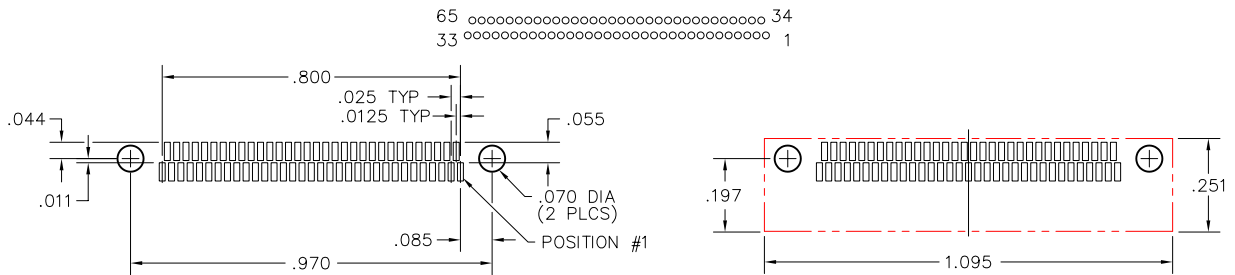 65 34
33 1
.800
.025 TYP
.0125 TYP
.044
.055
.011
.070 DIA
(2 PLCS)
.085
POSITION #1
.970
.197
.251
1.095